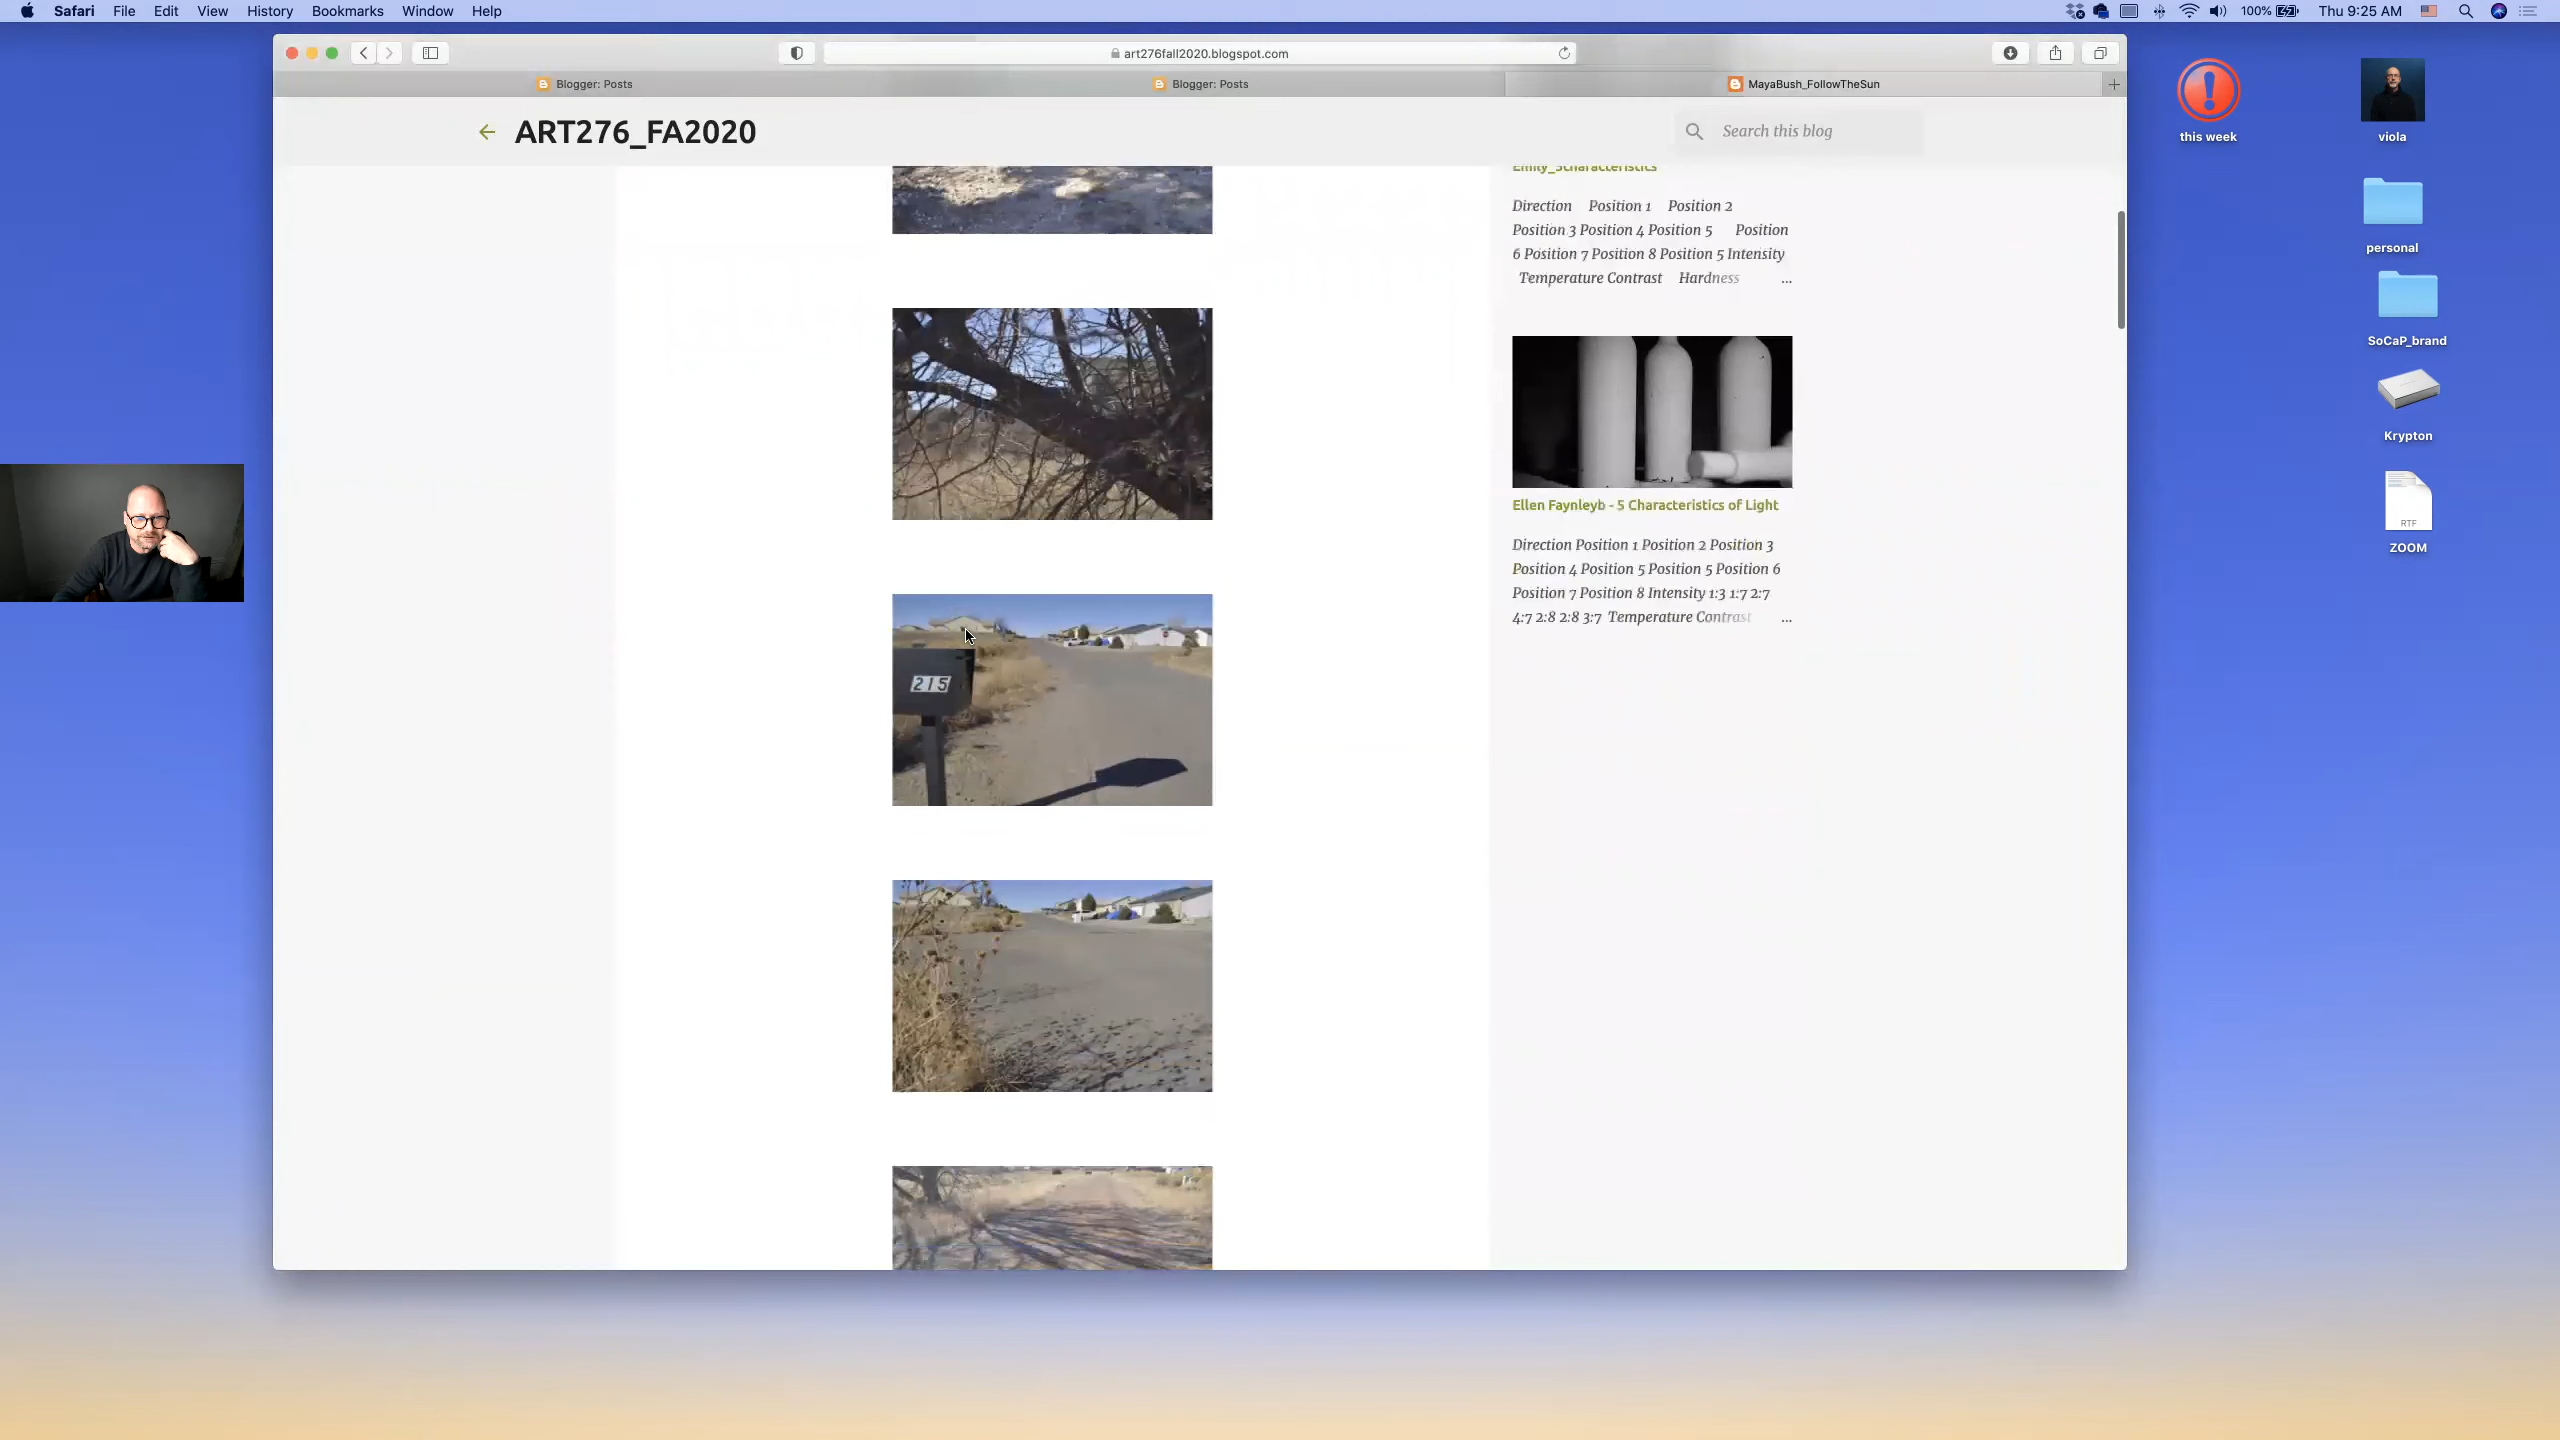 Safari File Edit View History Bookmarks Window Help
100% Thu 9:25 AM
art276fall2020.blogspot.com
Blogger: Posts
Blogger: Posts
MayaBush_FollowTheSun
ART276_FA2020
Search this blog
Emily_5characteristics
Direction Position 1 Position 2
Position 3 Position 4 Position 5 Position
6 Position 7 Position 8 Position 5 Intensity
Temperature Contrast Hardness ...
Ellen Faynleyb - 5 Characteristics of Light
Direction Position 1 Position 2 Position 3
Position 4 Position 5 Position 5 Position 6
Position 7 Position 8 Intensity 1:3 1:7 2:7
4:7 2:8 2:8 3:7 Temperature Contrast ...
215
this week
viola
personal
SoCaP_brand
Krypton
RTF
ZOOM